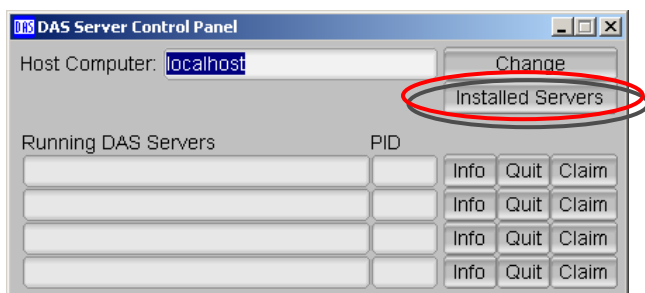 DAS DAS Server Control Panel
Host Computer: localhost Change
Installed Servers
Running DAS Servers PID
Info Quit Claim
Info Quit Claim
Info Quit Claim
Info Quit Claim